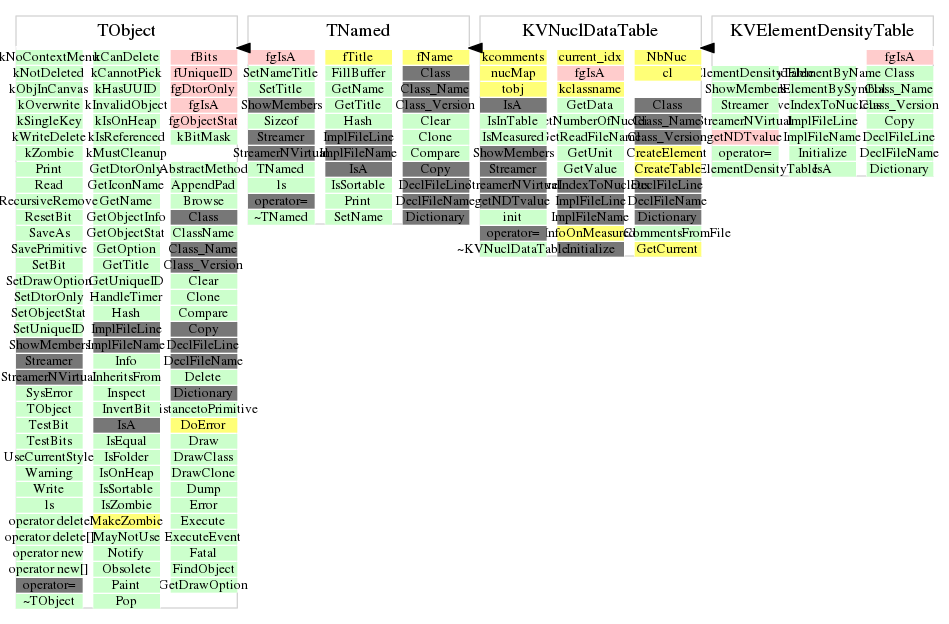 TObject
TNamed
KVNuclDataTable
KVElementDensityTable
kNoContextMenu kCanDelete fBits
kNotDeleted kCannotPick fUniqueID
kObjInCanvas kHasUUID fgDtorOnly
kOverwrite kInvalidObject fgIsA
kSingleKey kIsOnHeap fgObjectStat
kWriteDelete kIsReferenced kBitMask
kZombie kMustCleanup
Print GetDtorOnly AbstractMethod
Read GetIconName AppendPad
RecursiveRemove GetName Browse
ResetBit GetObjectInfo Class
SaveAs GetObjectStat ClassName
SavePrimitive GetOption Class_Name
SetBit GetTitle Class_Version
SetDrawOption GetUniqueID Clear
SetDtorOnly HandleTimer Clone
SetObjectStat Hash Compare
SetUniqueID ImplFileLine Copy
ShowMembers ImplFileName DeclFileLine
Streamer Info DeclFileName
StreamerNVirtual InheritsFrom Delete
SysError Inspect Dictionary
TObject InvertBit istancetoPrimitive
TestBit IsA DoError
TestBits IsEqual Draw
UseCurrentStyle IsFolder DrawClass
Warning IsOnHeap DrawClone
Write IsSortable Dump
ls IsZombie Error
operator delete MakeZombie Execute
operator delete[] MayNotUse ExecuteEvent
operator new Notify Fatal
operator new[] Obsolete FindObject
operator= Paint GetDrawOption
~TObject Pop
fgIsA fTitle fName
SetNameTitle FillBuffer Class
SetTitle GetName Class_Name
ShowMembers GetTitle Class_Version
Sizeof Hash Clear
Streamer ImplFileLine Clone
StreamerNVirtual ImplFileName Compare
TNamed IsA Copy
ls IsSortable DeclFileLine
operator= Print DeclFileName
~TNamed SetName Dictionary
kcomments current_idx NbNuc
nucMap fgIsA cl
tobj kclassname
IsA GetData Class
IsInTable etNumberOfNucl Class_Name
IsMeasured etReadFileName Class_Version
ShowMembers GetUnit CreateElement
Streamer GetValue CreateTable
StreamerNVirtual veIndexToNucleus DeclFileLine
getNDTvalue ImplFileLine DeclFileName
init ImplFileName Dictionary
operator= nfoOnMeasured CommentsFromFile
~KVNuclDataTable Initialize GetCurrent
fgIsA
lementDensityTable ElementByName Class
ShowMembers ElementBySymbol Class_Name
Streamer veIndexToNucleus Class_Version
StreamerNVirtual ImplFileLine Copy
getNDTvalue ImplFileName DeclFileLine
operator= Initialize DeclFileName
ElementDensityTable IsA Dictionary